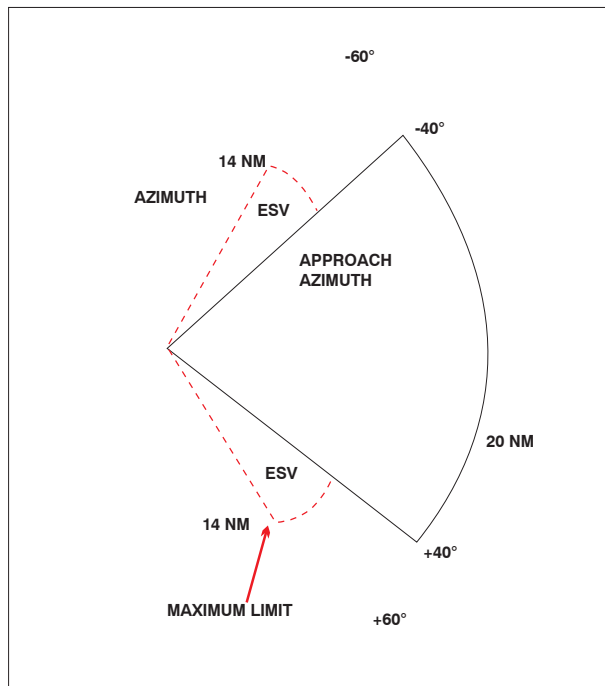 -60°
-40°
14 NM
AZIMUTH
ESV
APPROACH
AZIMUTH
20 NM
ESV
14 NM
+40°
MAXIMUM LIMIT
+60°